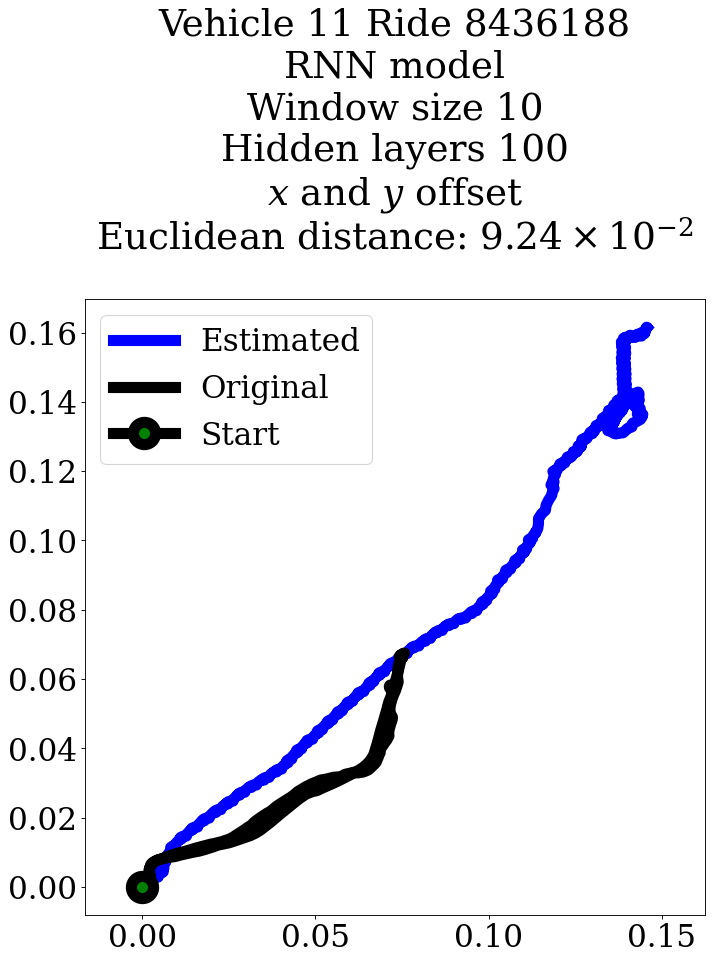 Vehicle 11 Ride 8436188
RNN model
Window size 10
Hidden layers 100
x and y offset
Euclidean distance: 9.24 × 10⁻²
Estimated
Original
Start
0.16
0.14
0.12
0.10
0.08
0.06
0.04
0.02
0.00
0.00 0.05 0.10 0.15